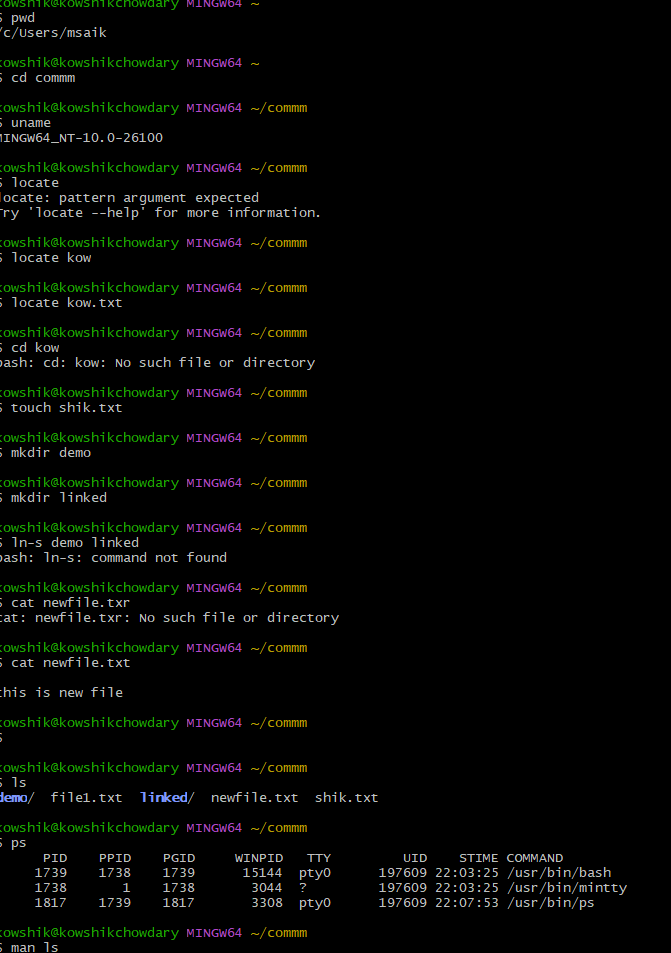 kowshik@kowshikchowdary MINGW64 ~
$ pwd
/c/Users/msaik
kowshik@kowshikchowdary MINGW64 ~
$ cd commm
kowshik@kowshikchowdary MINGW64 ~/commm
$ uname
MINGW64_NT-10.0-26100
kowshik@kowshikchowdary MINGW64 ~/commm
$ locate
locate: pattern argument expected
Try 'locate --help' for more information.
kowshik@kowshikchowdary MINGW64 ~/commm
$ locate kow
kowshik@kowshikchowdary MINGW64 ~/commm
$ locate kow.txt
kowshik@kowshikchowdary MINGW64 ~/commm
$ cd kow
bash: cd: kow: No such file or directory
kowshik@kowshikchowdary MINGW64 ~/commm
$ touch shik.txt
kowshik@kowshikchowdary MINGW64 ~/commm
$ mkdir demo
kowshik@kowshikchowdary MINGW64 ~/commm
$ mkdir linked
kowshik@kowshikchowdary MINGW64 ~/commm
$ ln-s demo linked
bash: ln-s: command not found
kowshik@kowshikchowdary MINGW64 ~/commm
$ cat newfile.txr
cat: newfile.txr: No such file or directory
kowshik@kowshikchowdary MINGW64 ~/commm
$ cat newfile.txt
this is new file
kowshik@kowshikchowdary MINGW64 ~/commm
$
kowshik@kowshikchowdary MINGW64 ~/commm
$ ls
demo/  file1.txt  linked/  newfile.txt  shik.txt
kowshik@kowshikchowdary MINGW64 ~/commm
$ ps
PID    PPID    PGID     WINPID   TTY         UID    STIME COMMAND
1739    1738    1739      15144  pty0      197609 22:03:25 /usr/bin/bash
1738       1    1738       3044  ?         197609 22:03:25 /usr/bin/mintty
1817    1739    1817       3308  pty0      197609 22:07:53 /usr/bin/ps
kowshik@kowshikchowdary MINGW64 ~/commm
$ man ls